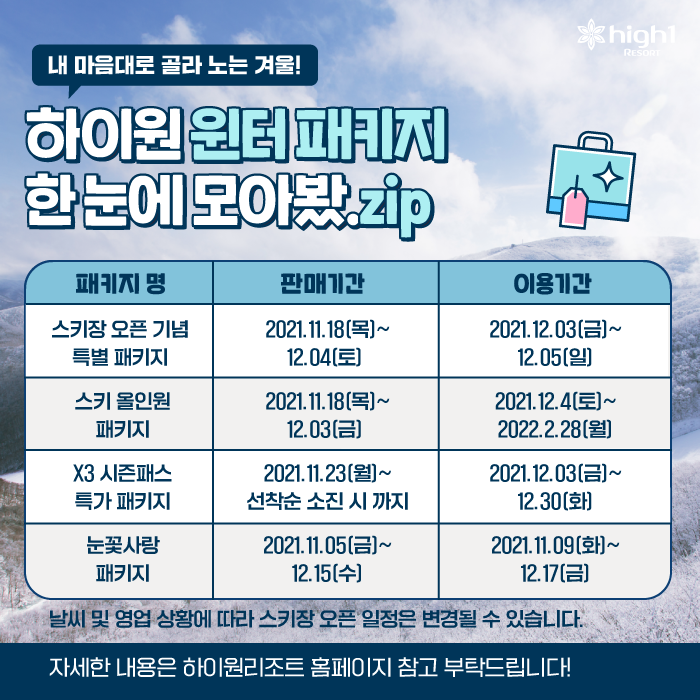 high1
RESORT
내 마음대로 골라 노는 겨울!
하이원 윈터 패키지
한 눈에 모아봤.zip
패키지 명
판매기간
이용기간
스키장 오픈 기념
특별 패키지
2021.11.18(목)~
12.04(토)
2021.12.03(금)~
12.05(일)
스키 올인원
패키지
2021.11.18(목)~
12.03(금)
2021.12.4(토)~
2022.2.28(월)
X3 시즌패스
특가 패키지
2021.11.23(월)~
선착순 소진 시 까지
2021.12.03(금)~
12.30(화)
눈꽃사랑
패키지
2021.11.05(금)~
12.15(수)
2021.11.09(화)~
12.17(금)
날씨 및 영업 상황에 따라 스키장 오픈 일정은 변경될 수 있습니다.
자세한 내용은 하이원리조트 홈페이지 참고 부탁드립니다!